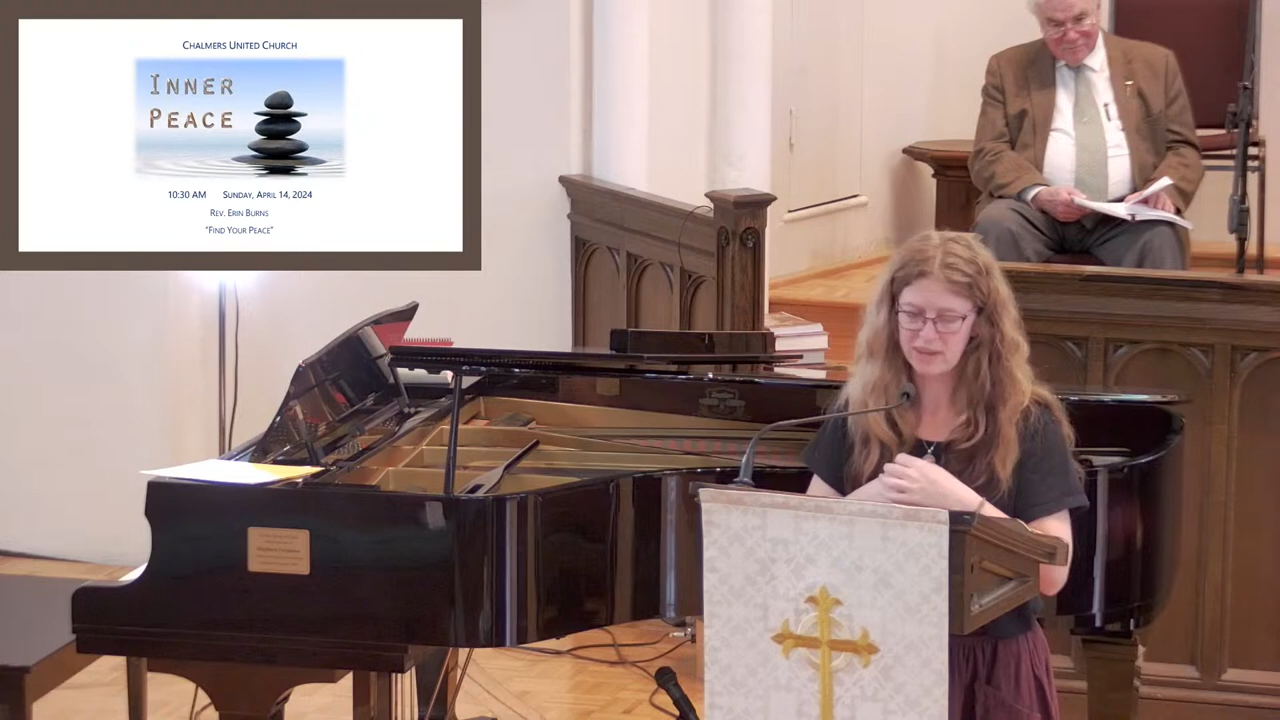 CHALMERS UNITED CHURCH
INNER
PEACE
10:30 AM SUNDAY, APRIL 14, 2024
REV. ERIN BURNS
"FIND YOUR PEACE"